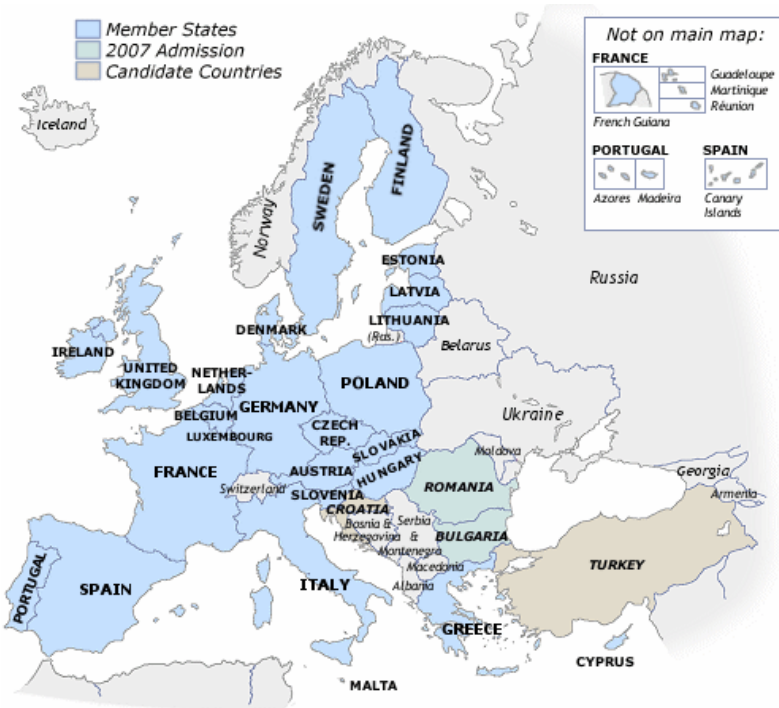 Member States
2007 Admission
Candidate Countries
Not on main map:
FRANCE
Guadeloupe
Martinique
Réunion
French Guiana
PORTUGAL
SPAIN
Azores
Madeira
Canary
Islands
Iceland
Norway
SWEDEN
FINLAND
Russia
ESTONIA
LATVIA
LITHUANIA
(Rus.)
DENMARK
Belarus
IRELAND
UNITED
KINGDOM
NETHER-
LANDS
POLAND
BELGIUM
GERMANY
LUXEMBOURG
CZECH
REP.
Ukraine
SLOVAKIA
Moldova
FRANCE
AUSTRIA
HUNGARY
Switzerland
SLOVENIA
ROMANIA
Georgia
Armenia
CROATIA
Bosnia &
Herzegovina
Serbia
&
Montenegro
BULGARIA
Macedonia
Albania
TURKEY
PORTUGAL
SPAIN
ITALY
GREECE
CYPRUS
MALTA